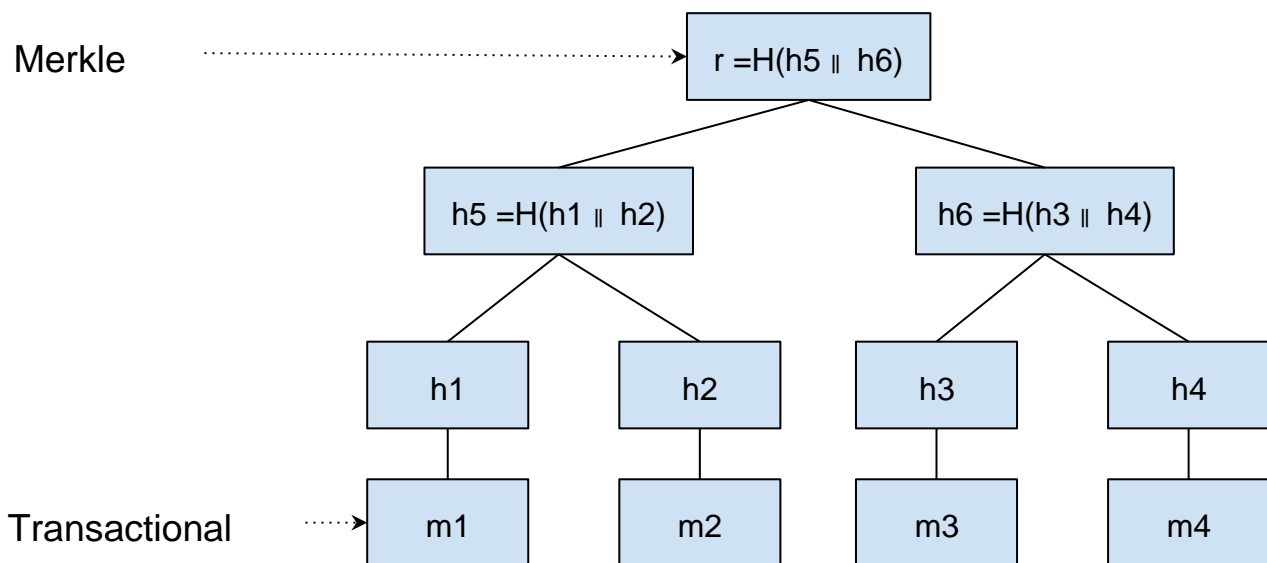 Merkle
r =H(h5 ॥ h6)
h5 =H(h1 ॥ h2)
h6 =H(h3 ॥ h4)
h1
h2
h3
h4
Transactional
m1
m2
m3
m4